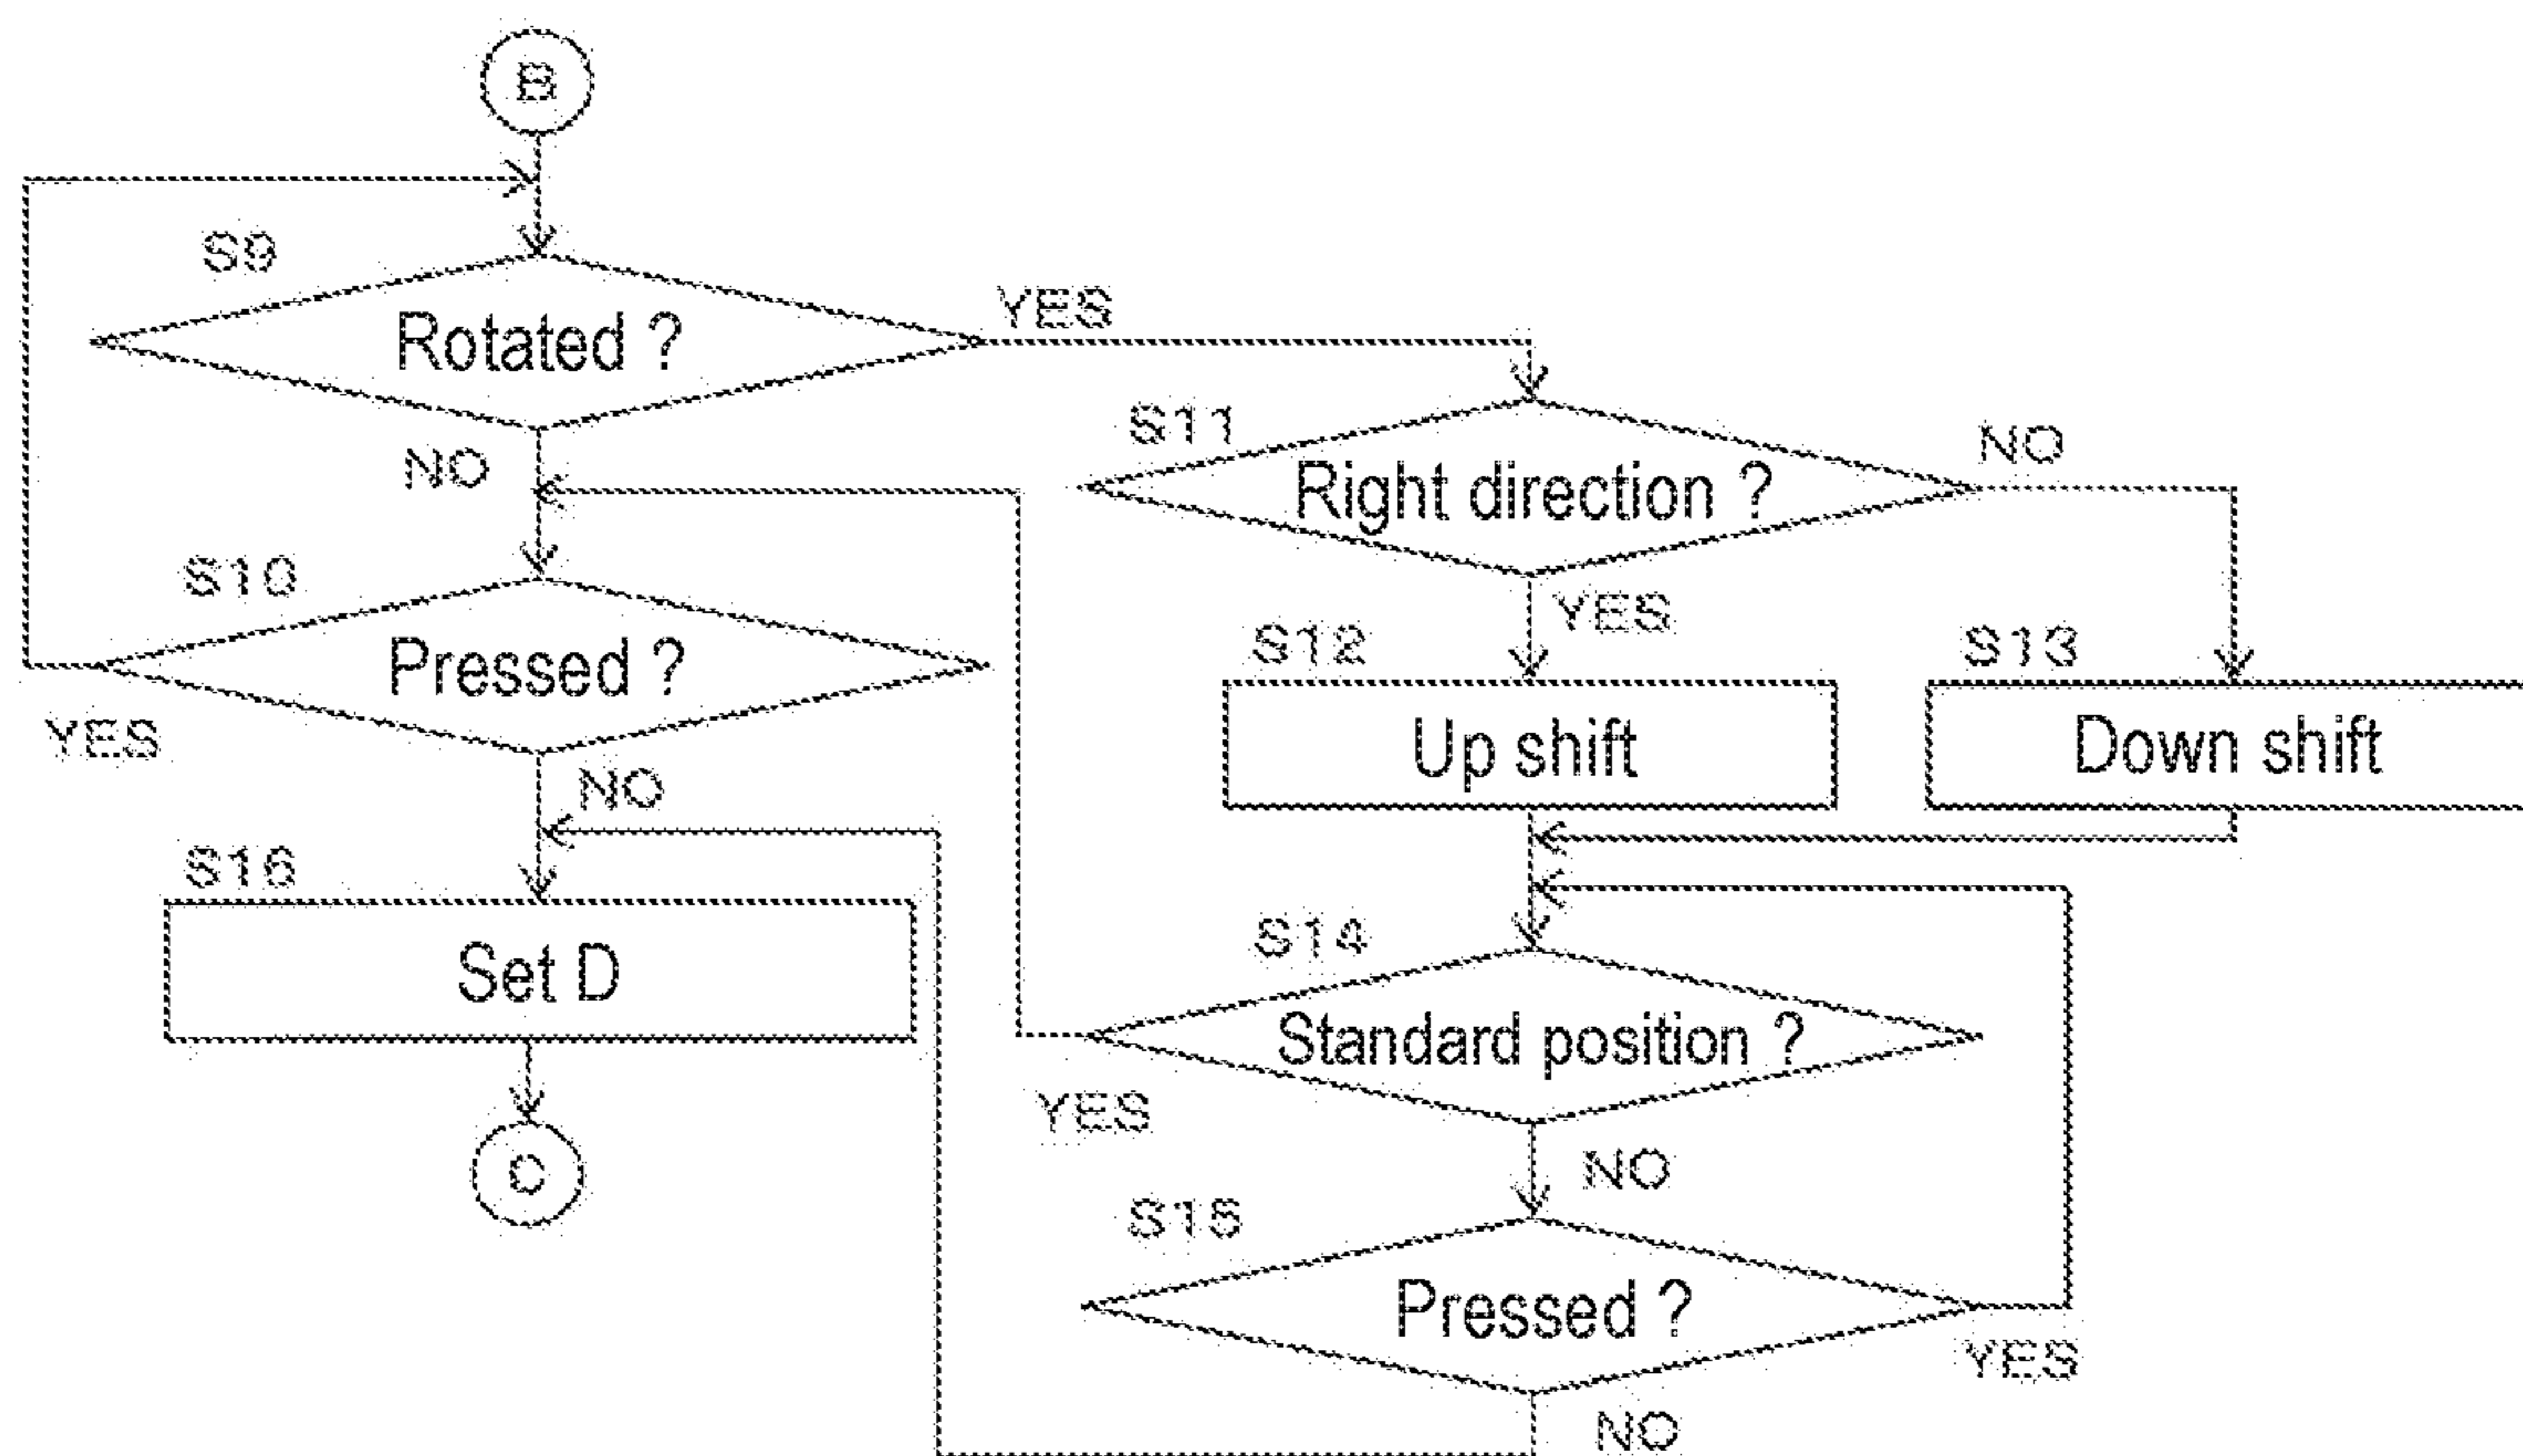 B
S9
Rotated ?
YES
NO
S11
Right direction ?
NO
YES
S10
Pressed ?
YES
NO
S12
Up shift
S13
Down shift
S16
Set D
C
S14
Standard position ?
YES
NO
S15
Pressed ?
YES
NO